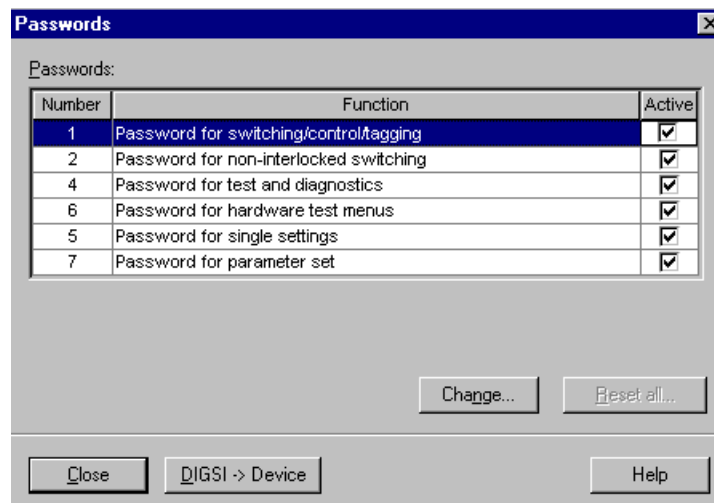 Passwords
Passwords:
Number Function Active
1 Password for switching/control/tagging
2 Password for non-interlocked switching
4 Password for test and diagnostics
6 Password for hardware test menus
5 Password for single settings
7 Password for parameter set
Change... Reset all...
Close DIGSI -> Device Help